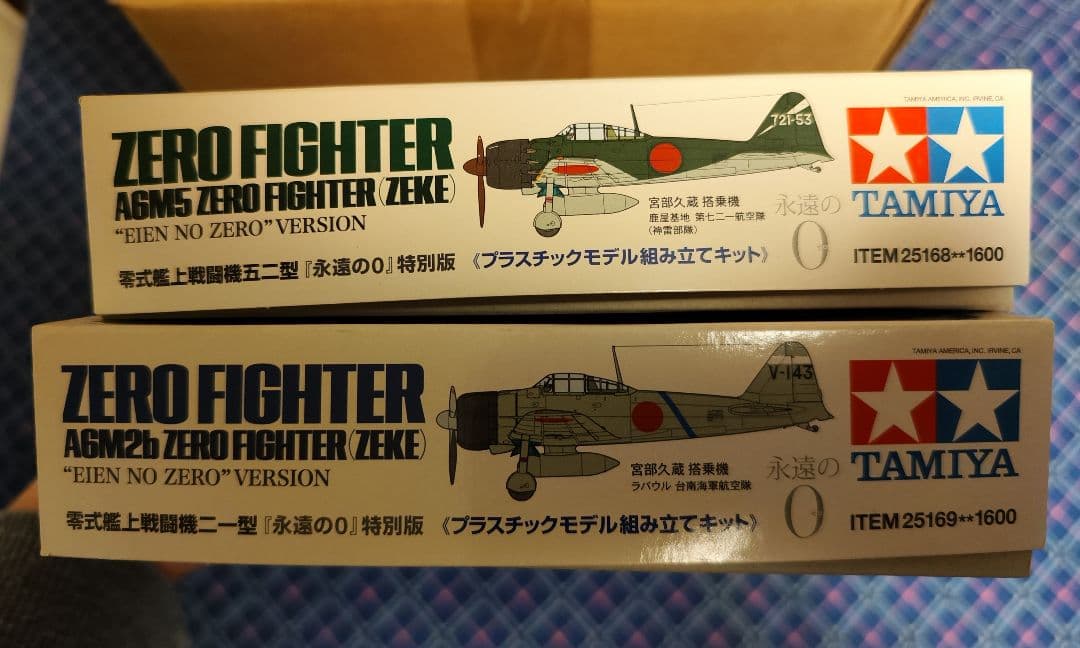 ZERO FIGHTER
A6M5 ZERO FIGHTER (ZEKE)
"EIEN NO ZERO" VERSION
零式艦上戦闘機五二型『永遠の0』特別版 《プラスチックモデル組み立てキット》
721-53
宮部久蔵 搭乗機
鹿屋基地 第七二一航空隊
(神雷部隊)
永遠の
0
TAMIYA AMERICA, INC. IRVINE, CA.
TAMIYA
ITEM 25168**1600
ZERO FIGHTER
A6M2b ZERO FIGHTER (ZEKE)
"EIEN NO ZERO" VERSION
零式艦上戦闘機二一型『永遠の0』特別版 《プラスチックモデル組み立てキット》
V-143
宮部久蔵 搭乗機
ラバウル 台南海軍航空隊
永遠の
0
TAMIYA AMERICA, INC. IRVINE, CA
TAMIYA
ITEM 25169**1600